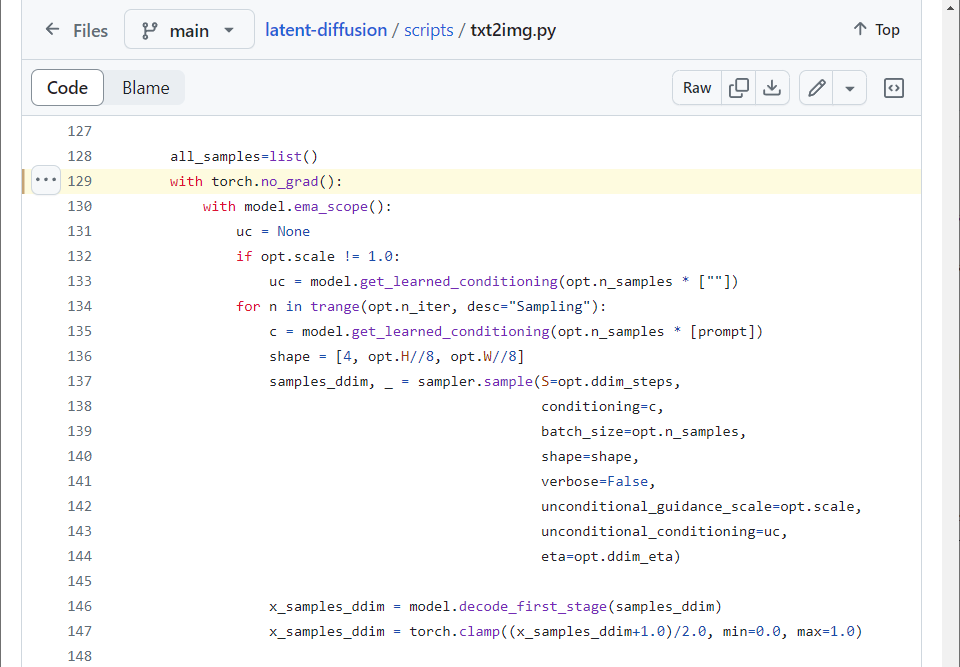 ← Files main latent-diffusion / scripts / txt2img.py ↑ Top
Code Blame Raw
127
128 all_samples=list()
129 with torch.no_grad():
130 with model.ema_scope():
131 uc = None
132 if opt.scale != 1.0:
133 uc = model.get_learned_conditioning(opt.n_samples * [""])
134 for n in trange(opt.n_iter, desc="Sampling"):
135 c = model.get_learned_conditioning(opt.n_samples * [prompt])
136 shape = [4, opt.H//8, opt.W//8]
137 samples_ddim, _ = sampler.sample(S=opt.ddim_steps,
138 conditioning=c,
139 batch_size=opt.n_samples,
140 shape=shape,
141 verbose=False,
142 unconditional_guidance_scale=opt.scale,
143 unconditional_conditioning=uc,
144 eta=opt.ddim_eta)
145
146 x_samples_ddim = model.decode_first_stage(samples_ddim)
147 x_samples_ddim = torch.clamp((x_samples_ddim+1.0)/2.0, min=0.0, max=1.0)
148